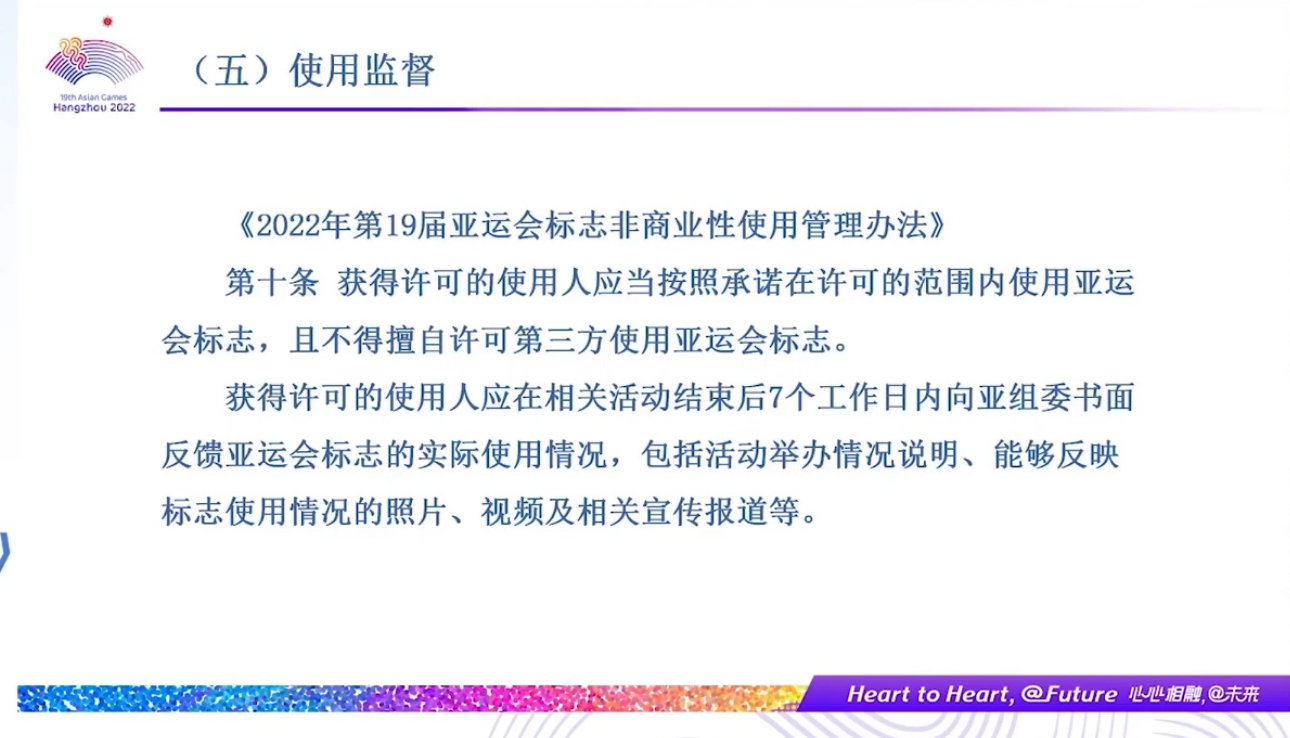 19th Asian Games
Hangzhou 2022
（五）使用监督
《2022年第19届亚运会标志非商业性使用管理办法》
第十条 获得许可的使用人应当按照承诺在许可的范围内使用亚运
会标志，且不得擅自许可第三方使用亚运会标志。
获得许可的使用人应在相关活动结束后7个工作日内向亚组委书面
反馈亚运会标志的实际使用情况，包括活动举办情况说明、能够反映
标志使用情况的照片、视频及相关宣传报道等。
Heart to Heart, @Future 心心相融,@未来